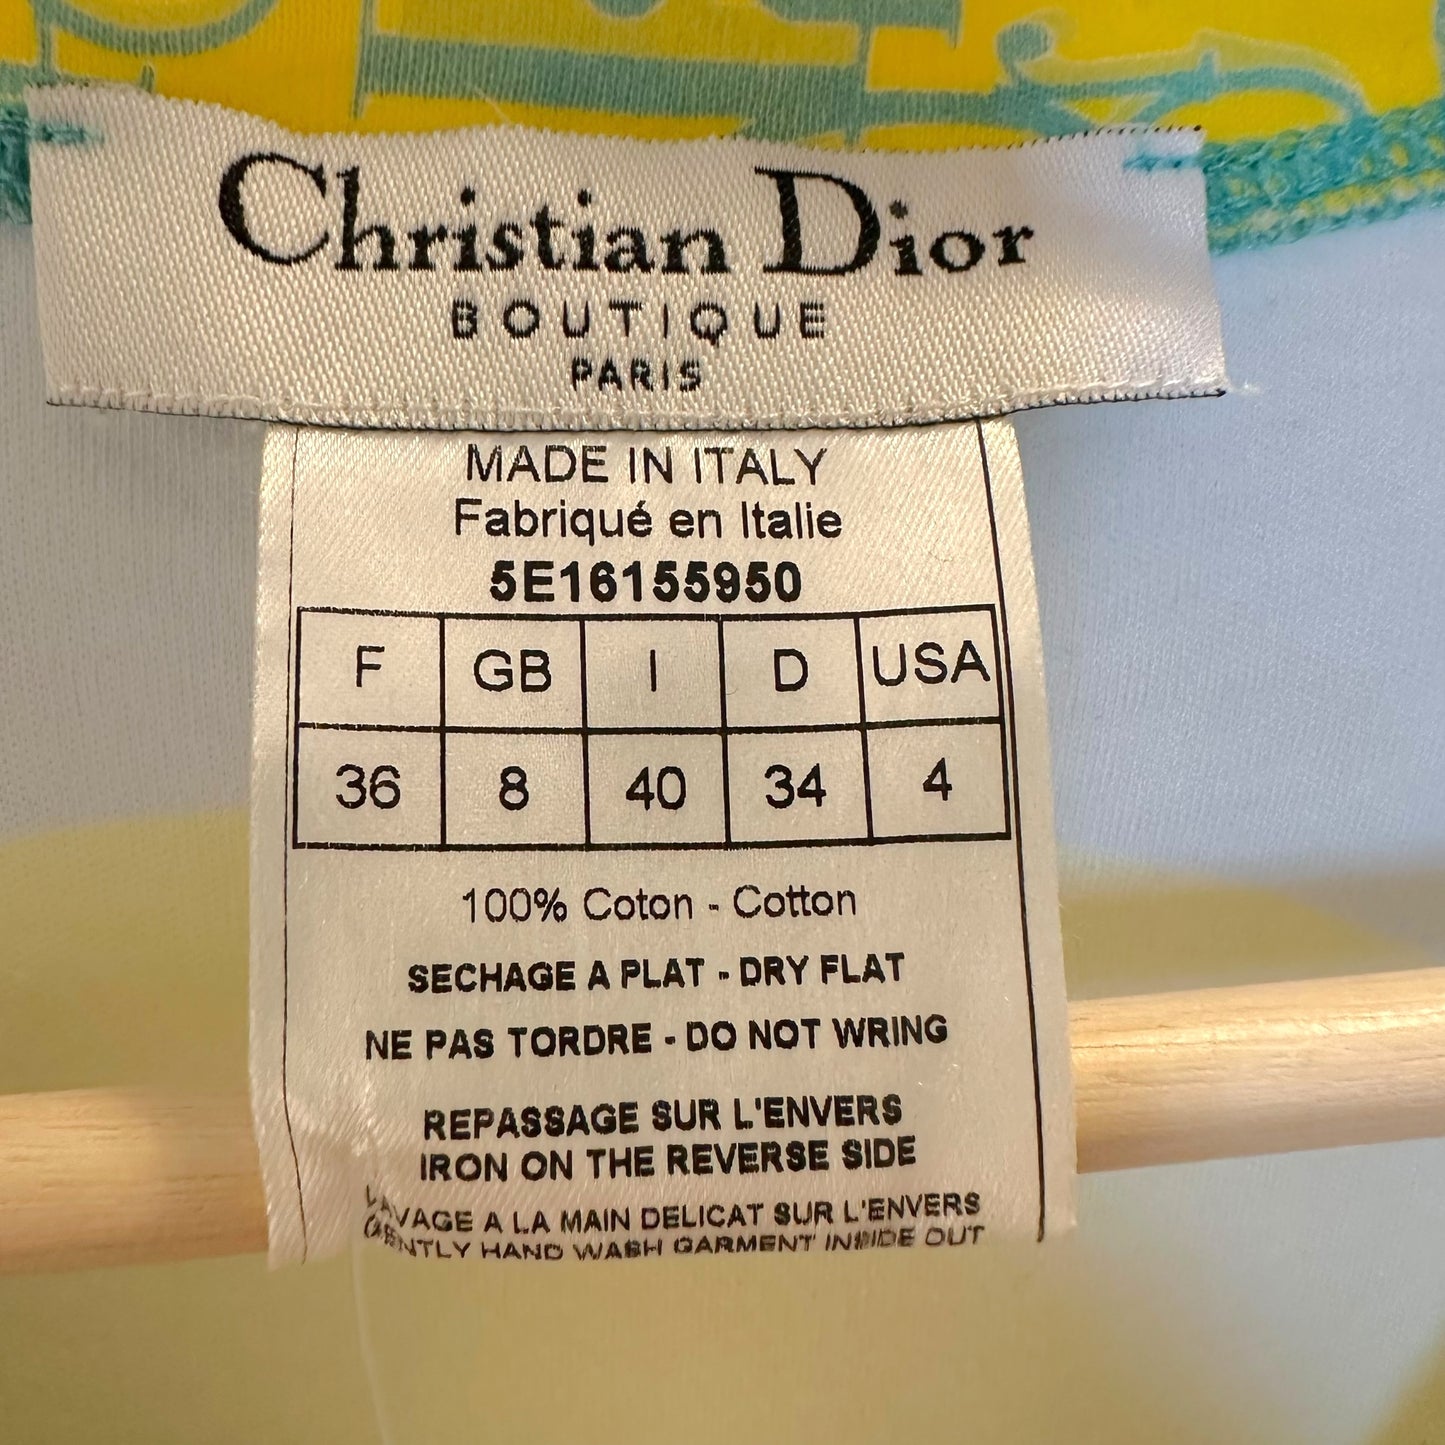 Christian Dior
BOUTIQUE
PARIS
MADE IN ITALY
Fabriqué en Italie
5E16155950
F GB I D USA
36 8 40 34 4
100% Coton - Cotton
SECHAGE A PLAT - DRY FLAT
NE PAS TORDRE - DO NOT WRING
REPASSAGE SUR L'ENVERS
IRON ON THE REVERSE SIDE
LAVAGE A LA MAIN DELICAT SUR L'ENVERS
GENTLY HAND WASH GARMENT INSIDE OUT